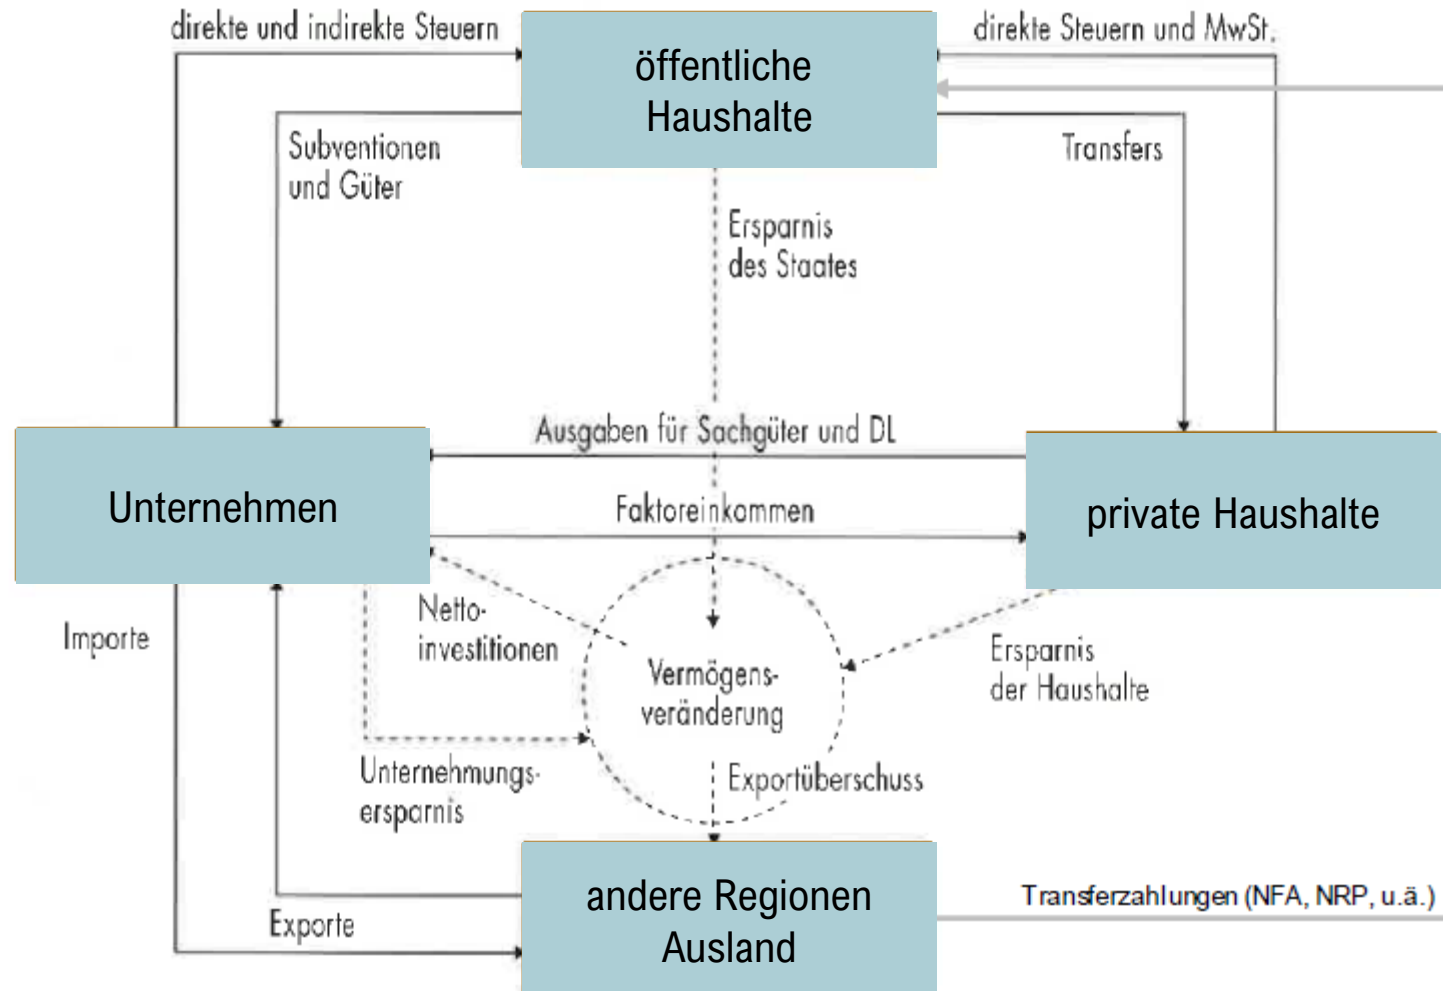 direkte und indirekte Steuern
direkte Steuern und MwSt.
öffentliche
Haushalte
Subventionen
und Güter
Transfers
Ersparnis
des Staates
Ausgaben für Sachgüter und DL
Unternehmen
Faktoreinkommen
private Haushalte
Netto-
investitionen
Importe
Vermögens-
veränderung
Ersparnis
der Haushalte
Unternehmungs-
ersparnis
Exportüberschuss
andere Regionen
Ausland
Transferzahlungen (NFA, NRP, u.ä.)
Exporte